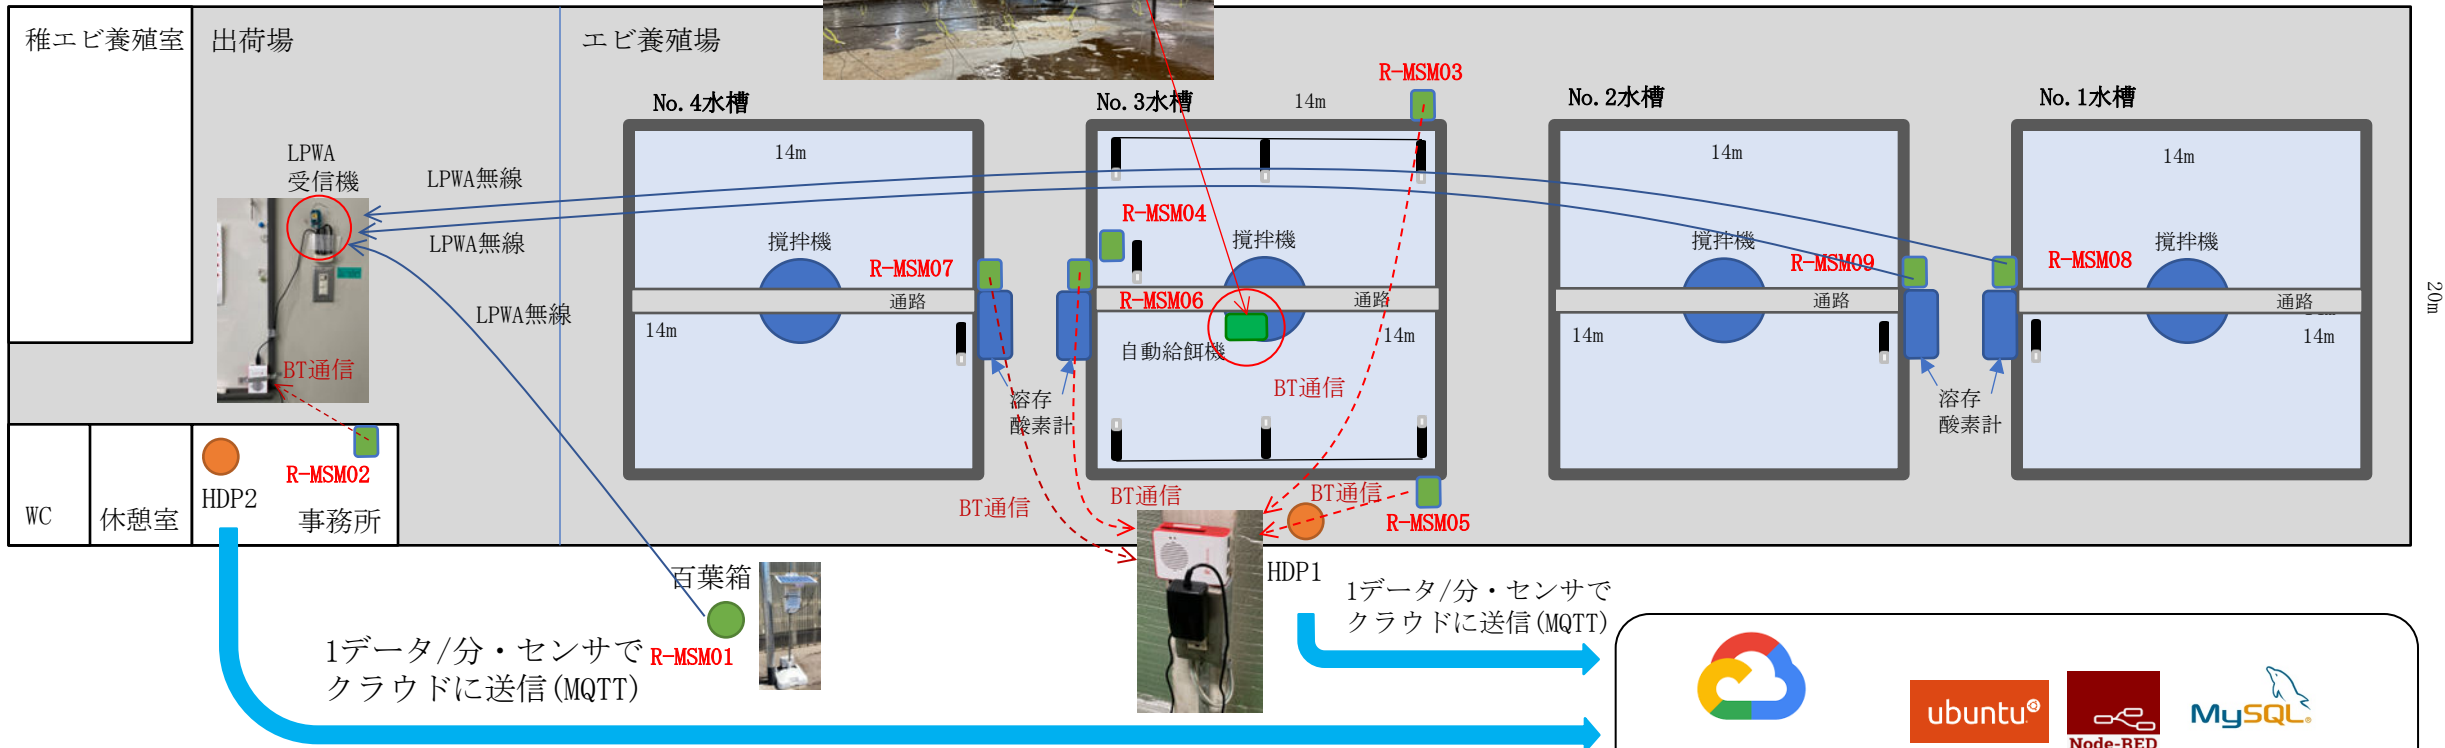 稚エビ養殖室
出荷場
エビ養殖場
R-MSM03
No.4水槽
No.3水槽
14m
No.2水槽
No.1水槽
LPWA
受信機
LPWA無線
14m
14m
14m
R-MSM04
LPWA無線
撹拌機
撹拌機
撹拌機
撹拌機
R-MSM07
R-MSM09
R-MSM08
通路
R-MSM06
通路
通路
通路
20m
LPWA無線
14m
14m
14m
14m
自動給餌機
BT通信
BT通信
溶存
酸素計
溶存
酸素計
R-MSM02
HDP2
BT通信
BT通信
BT通信
R-MSM05
WC
休憩室
事務所
百葉箱
HDP1
1データ/分・センサで
クラウドに送信(MQTT)
1データ/分・センサで
クラウドに送信(MQTT)
R-MSM01
ubuntu
Node-RED
MySQL